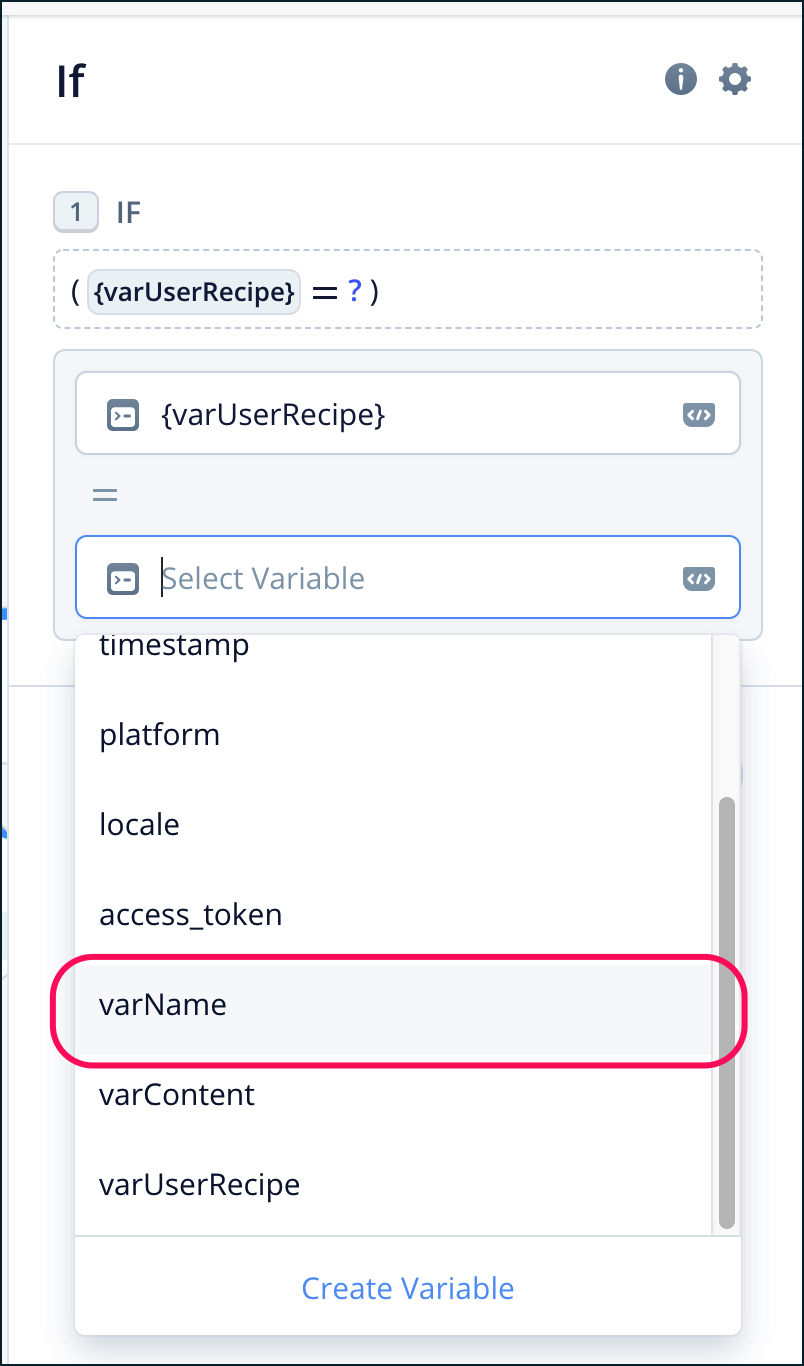 If
1 IF
( {varUserRecipe} = ? )
{varUserRecipe}
=
Select Variable
timestamp
platform
locale
access_token
varName
varContent
varUserRecipe
Create Variable